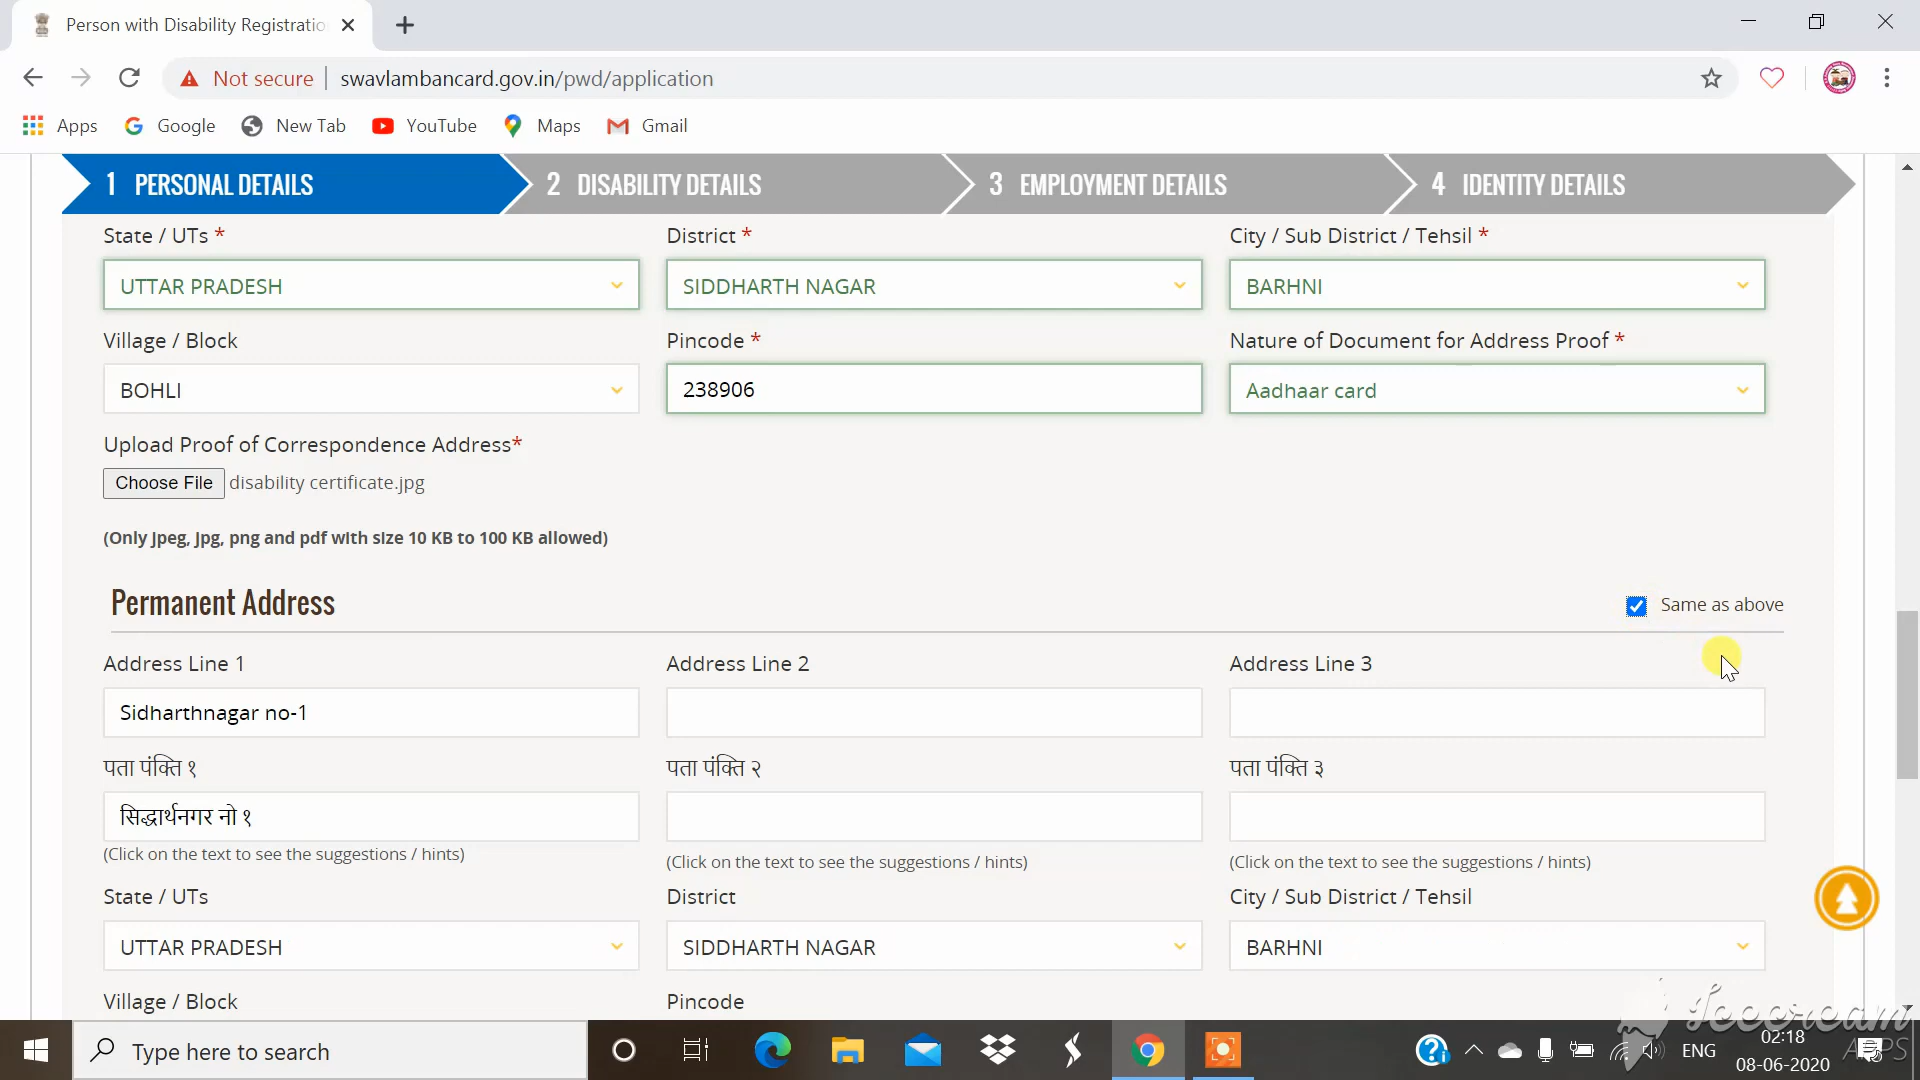 Person with Disability Registratio
Not secure
swavlambancard.gov.in/pwd/application
Apps
Google
New Tab
YouTube
Maps
Gmail
1 PERSONAL DETAILS
2 DISABILITY DETAILS
3 EMPLOYMENT DETAILS
4 IDENTITY DETAILS
State / UTs *
District *
City / Sub District / Tehsil *
UTTAR PRADESH
SIDDHARTH NAGAR
BARHNI
Village / Block
Pincode *
Nature of Document for Address Proof *
BOHLI
238906
Aadhaar card
Upload Proof of Correspondence Address*
Choose File disability certificate.jpg
(Only Jpeg, Jpg, png and pdf with size 10 KB to 100 KB allowed)
Permanent Address
Same as above
Address Line 1
Address Line 2
Address Line 3
Sidharthnagar no-1
पता पंक्ति १
पता पंक्ति २
पता पंक्ति ३
सिद्धार्थनगर नो १
(Click on the text to see the suggestions / hints)
(Click on the text to see the suggestions / hints)
(Click on the text to see the suggestions / hints)
State / UTs
District
City / Sub District / Tehsil
UTTAR PRADESH
SIDDHARTH NAGAR
BARHNI
Village / Block
Pincode
Icecream
APPS
Type here to search
ENG
02:18
08-06-2020